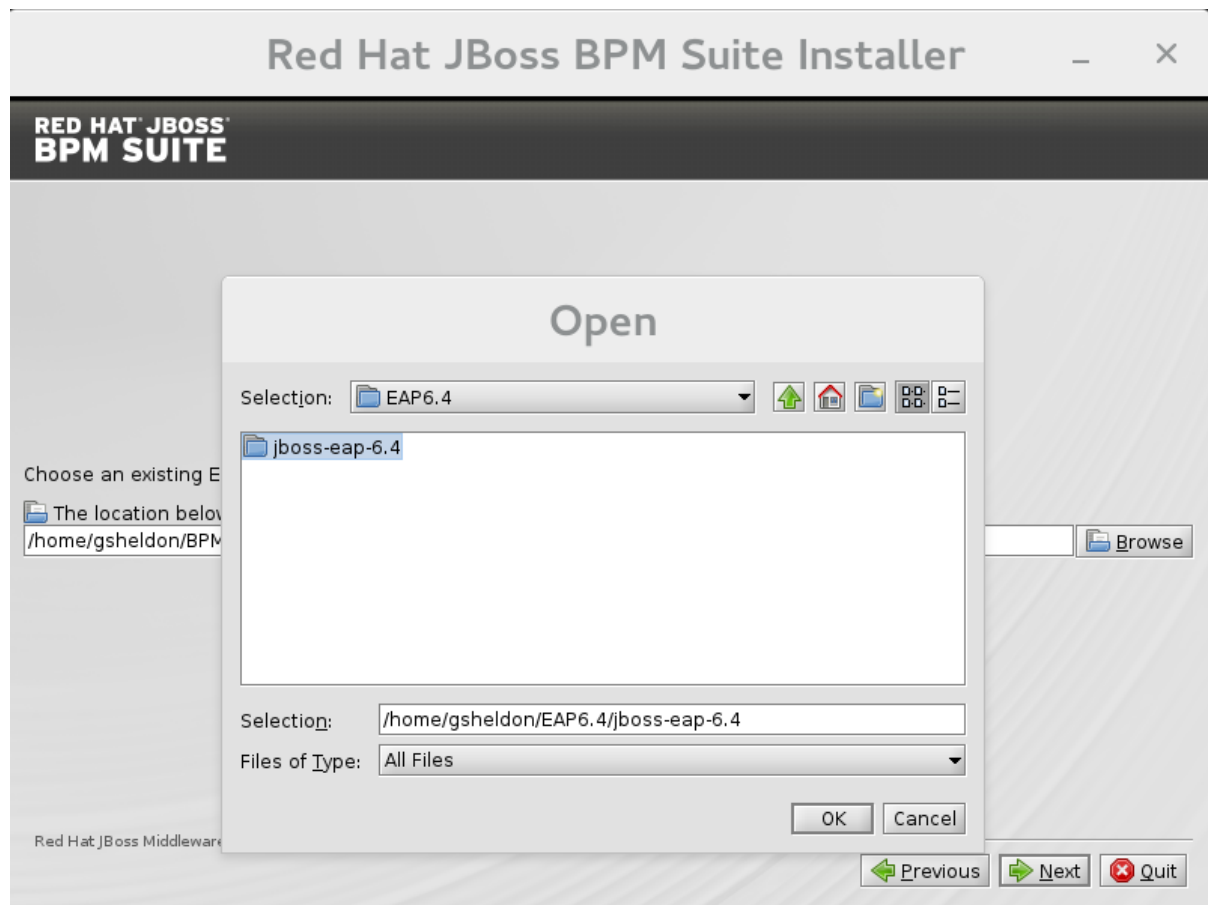 Red Hat JBoss BPM Suite Installer
RED HAT® JBOSS®
BPM SUITE
Open
Selection: EAP6.4
jboss-eap-6.4
Choose an existing E
The location below
/home/gsheldon/BPM
Browse
Selection: /home/gsheldon/EAP6.4/jboss-eap-6.4
Files of Type: All Files
OK Cancel
Red Hat JBoss Middleware
Previous Next Quit